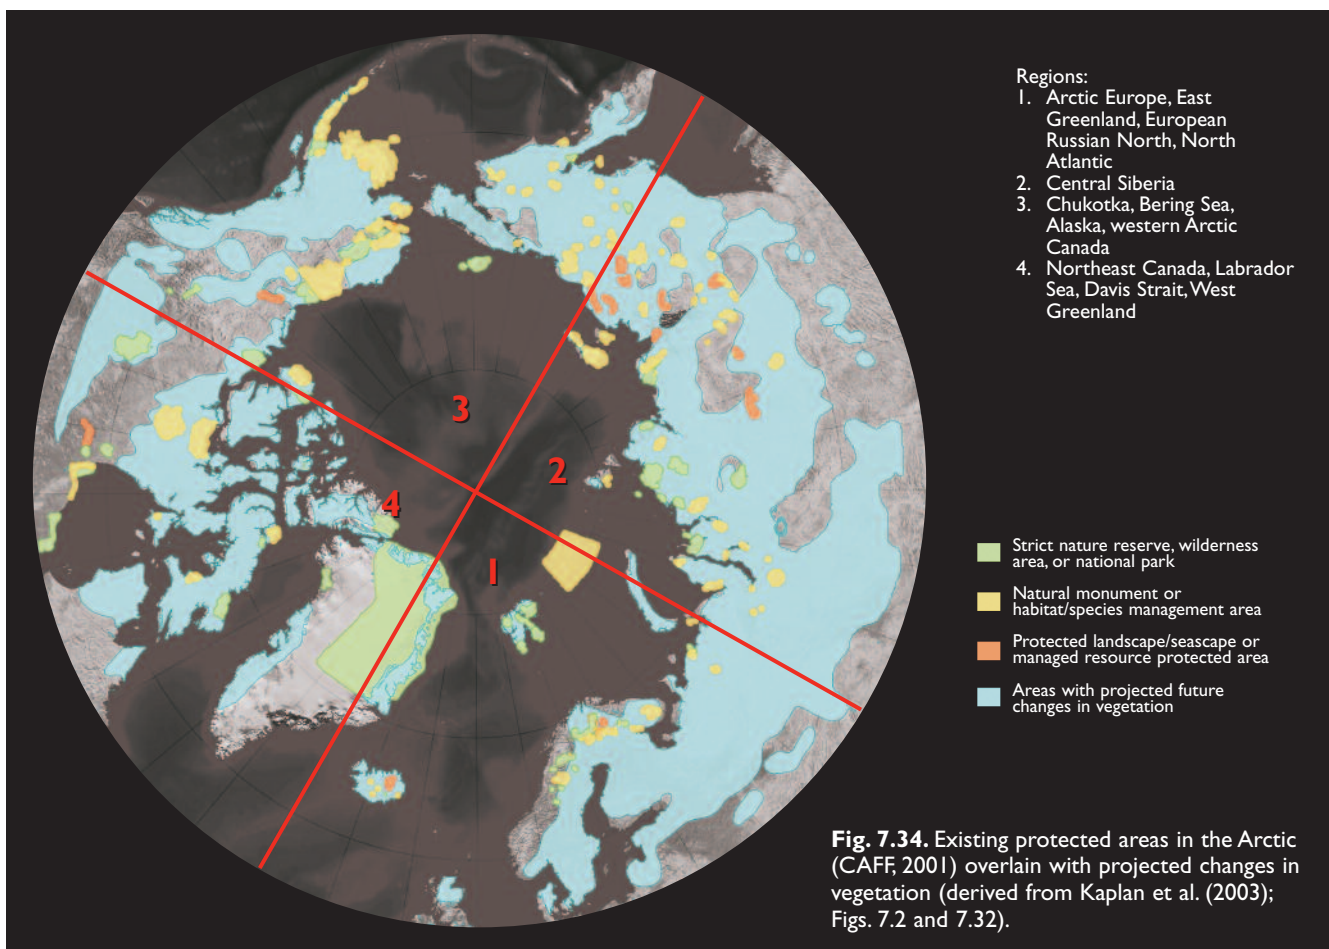 Regions:
1. Arctic Europe, East
Greenland, European
Russian North, North
Atlantic
2. Central Siberia
3. Chukotka, Bering Sea,
Alaska, western Arctic
Canada
4. Northeast Canada, Labrador
Sea, Davis Strait, West
Greenland
3
2
4
1
Strict nature reserve, wilderness
area, or national park
Natural monument or
habitat/species management area
Protected landscape/seascape or
managed resource protected area
Areas with projected future
changes in vegetation
Fig. 7.34. Existing protected areas in the Arctic
(CAFF, 2001) overlain with projected changes in
vegetation (derived from Kaplan et al. (2003);
Figs. 7.2 and 7.32).